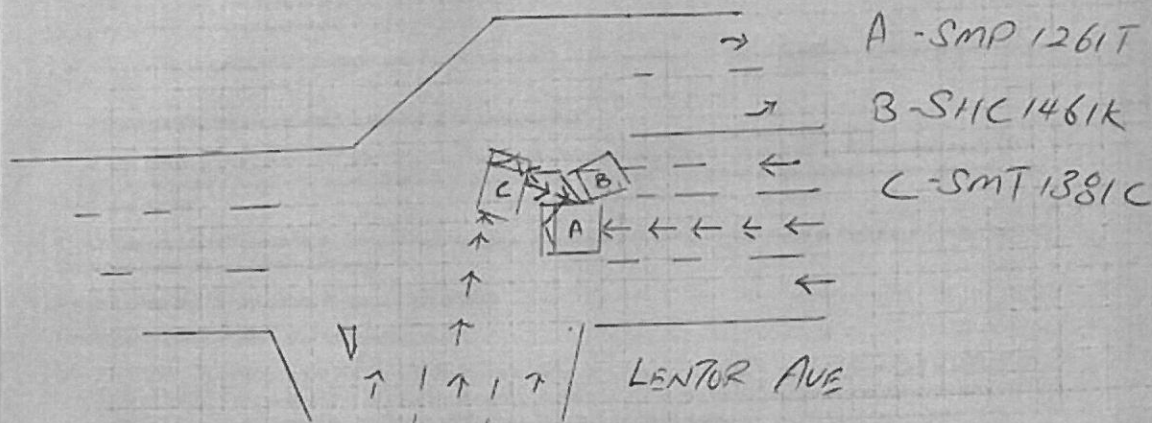 A - SMP 1261T
B - SHC 1461K
C - SMT 1381C
C
B
A
LENTOR AVE